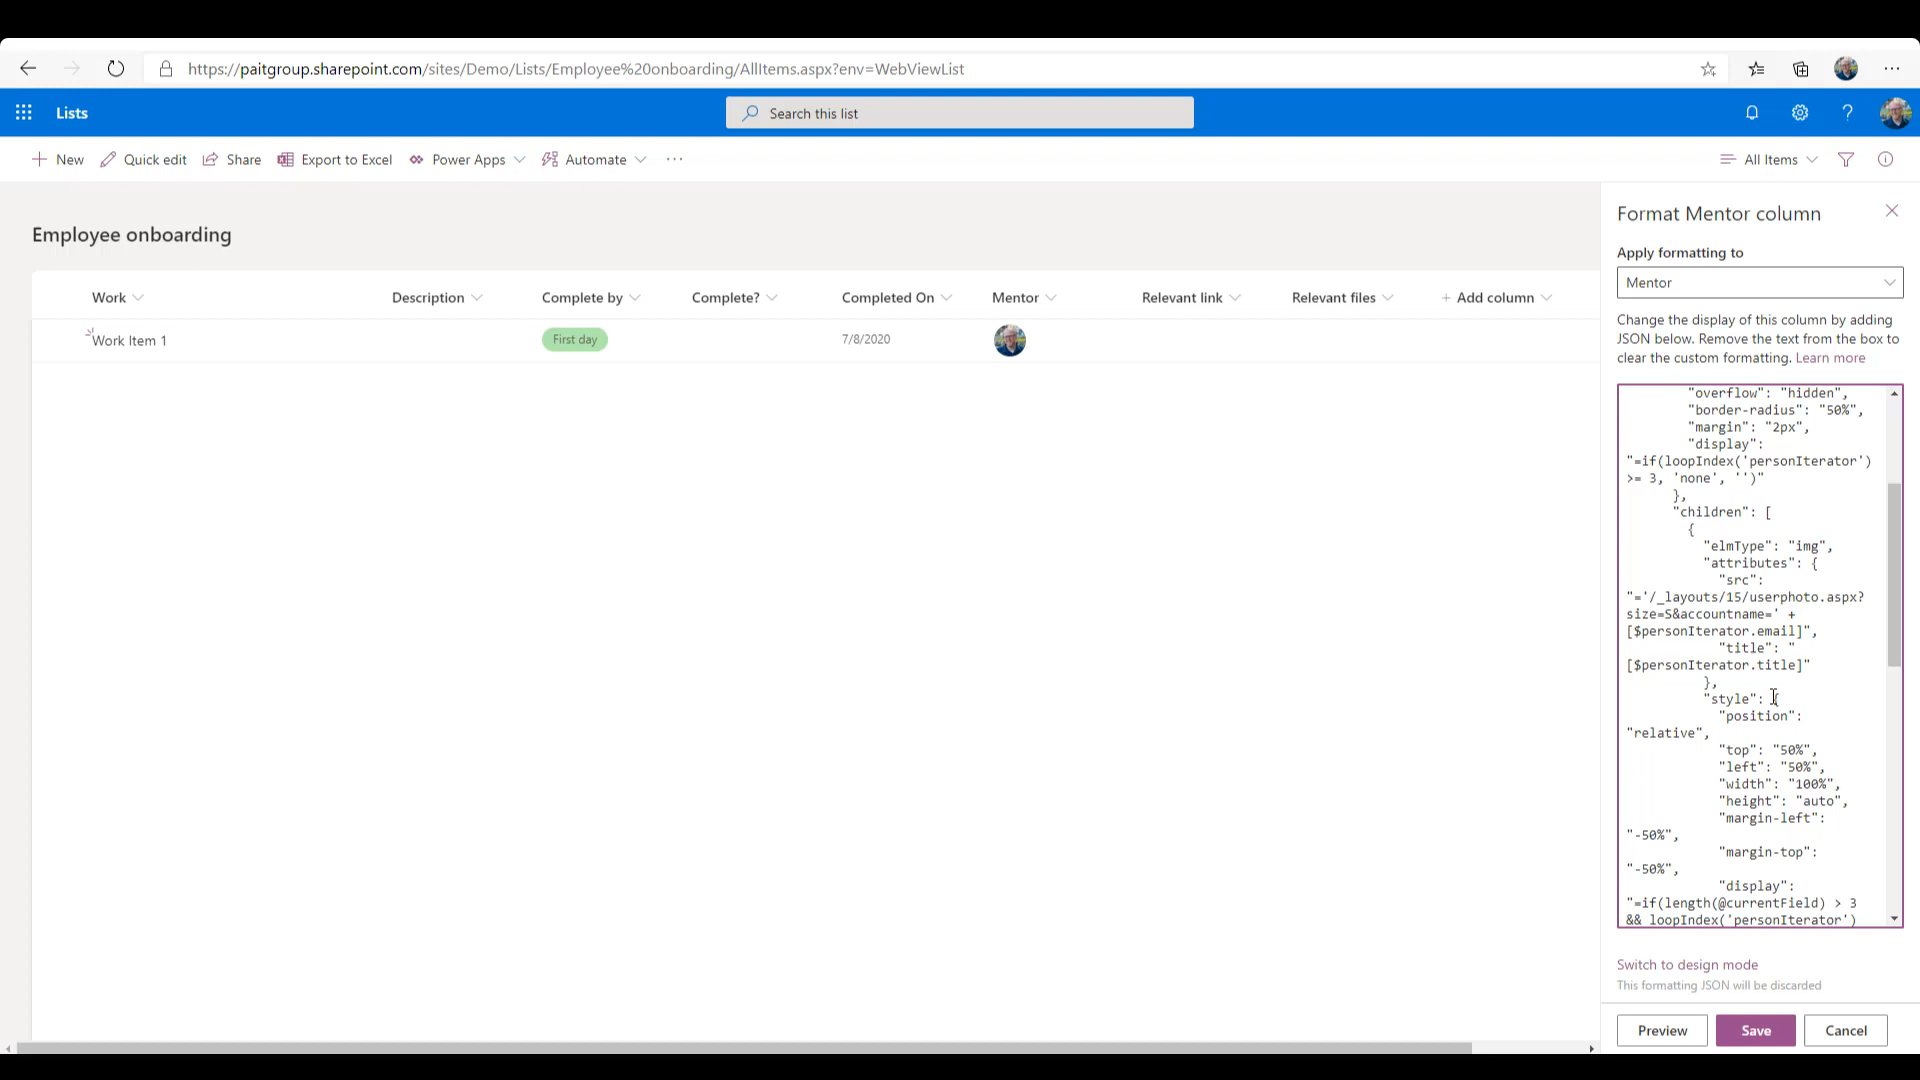 https://paitgroup.sharepoint.com/sites/Demo/Lists/Employee%20onboarding/AllItems.aspx?env=WebViewList
Lists
Search this list
New Quick edit Share Export to Excel Power Apps Automate ...
All Items
Employee onboarding
Work Description Complete by Complete? Completed On Mentor Relevant link Relevant files + Add column
Work Item 1 First day 7/8/2020
Format Mentor column
Apply formatting to
Mentor
Change the display of this column by adding
JSON below. Remove the text from the box to
clear the custom formatting. Learn more
"overflow": "hidden",
"border-radius": "50%",
"margin": "2px",
"display":
"=if(loopIndex('personIterator')
>= 3, 'none', '')"
},
"children": [
{
"elmType": "img",
"attributes": {
"src":
"='/_layouts/15/userphoto.aspx?
size=S&accountname=' +
[$personIterator.email]",
"title": "
[$personIterator.title]"
},
"style": {
"position":
"relative",
"top": "50%",
"left": "50%",
"width": "100%",
"height": "auto",
"margin-left":
"-50%",
"margin-top":
"-50%",
"display":
"=if(length(@currentField) > 3
&& loopIndex('personIterator')
Switch to design mode
This formatting JSON will be discarded
Preview Save Cancel